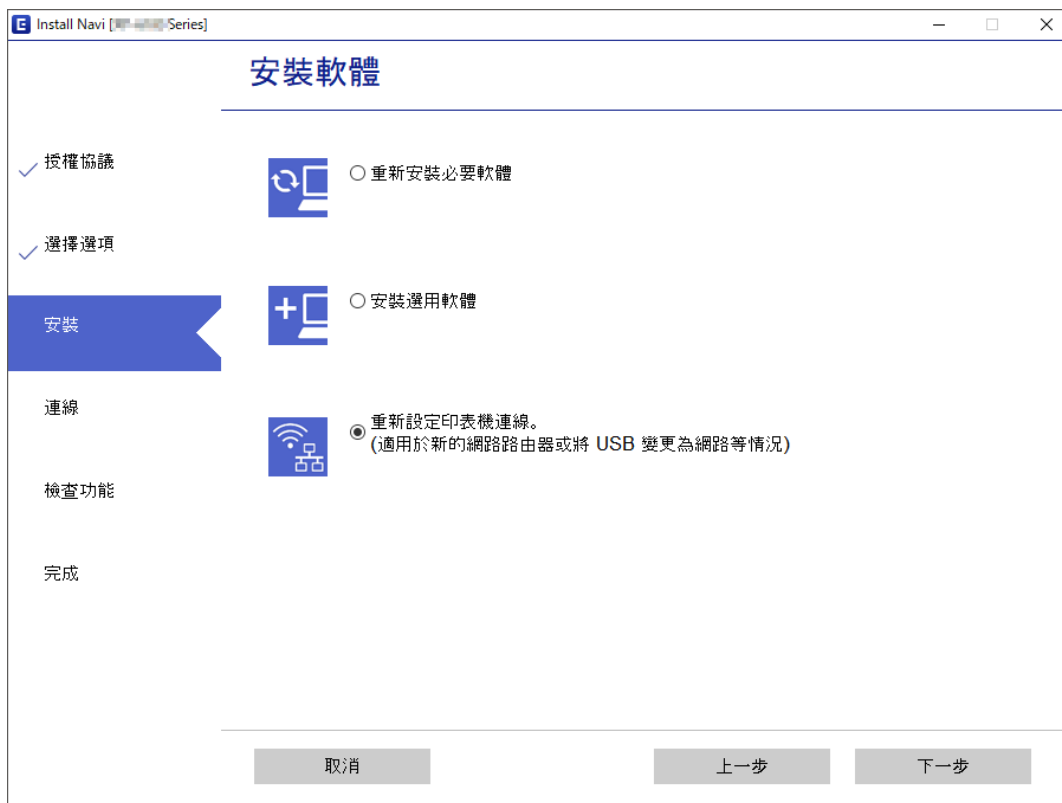 E Install Navi [ Series]
安裝軟體
授權協議
選擇選項
安裝
連線
檢查功能
完成
重新安裝必要軟體
安裝選用軟體
重新設定印表機連線。
(適用於新的網路路由器或將 USB 變更為網路等情況)
取消
上一步
下一步